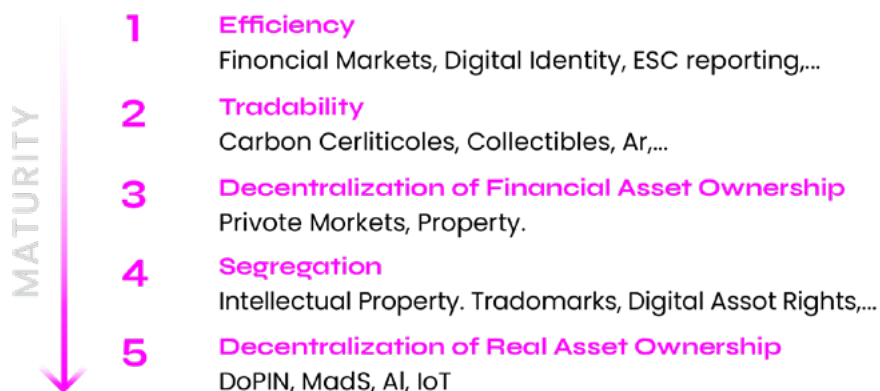 MATURITY
1 Efficiency
Finoncial Markets, Digital Identity, ESC reporting,...
2 Tradability
Carbon Cerliticoles, Collectibles, Ar,...
3 Decentralization of Financial Asset Ownership
Privote Morkets, Property.
4 Segregation
Intellectual Property. Tradomarks, Digital Assot Rights,...
5 Decentralization of Real Asset Ownership
DoPIN, MadS, Al, IoT